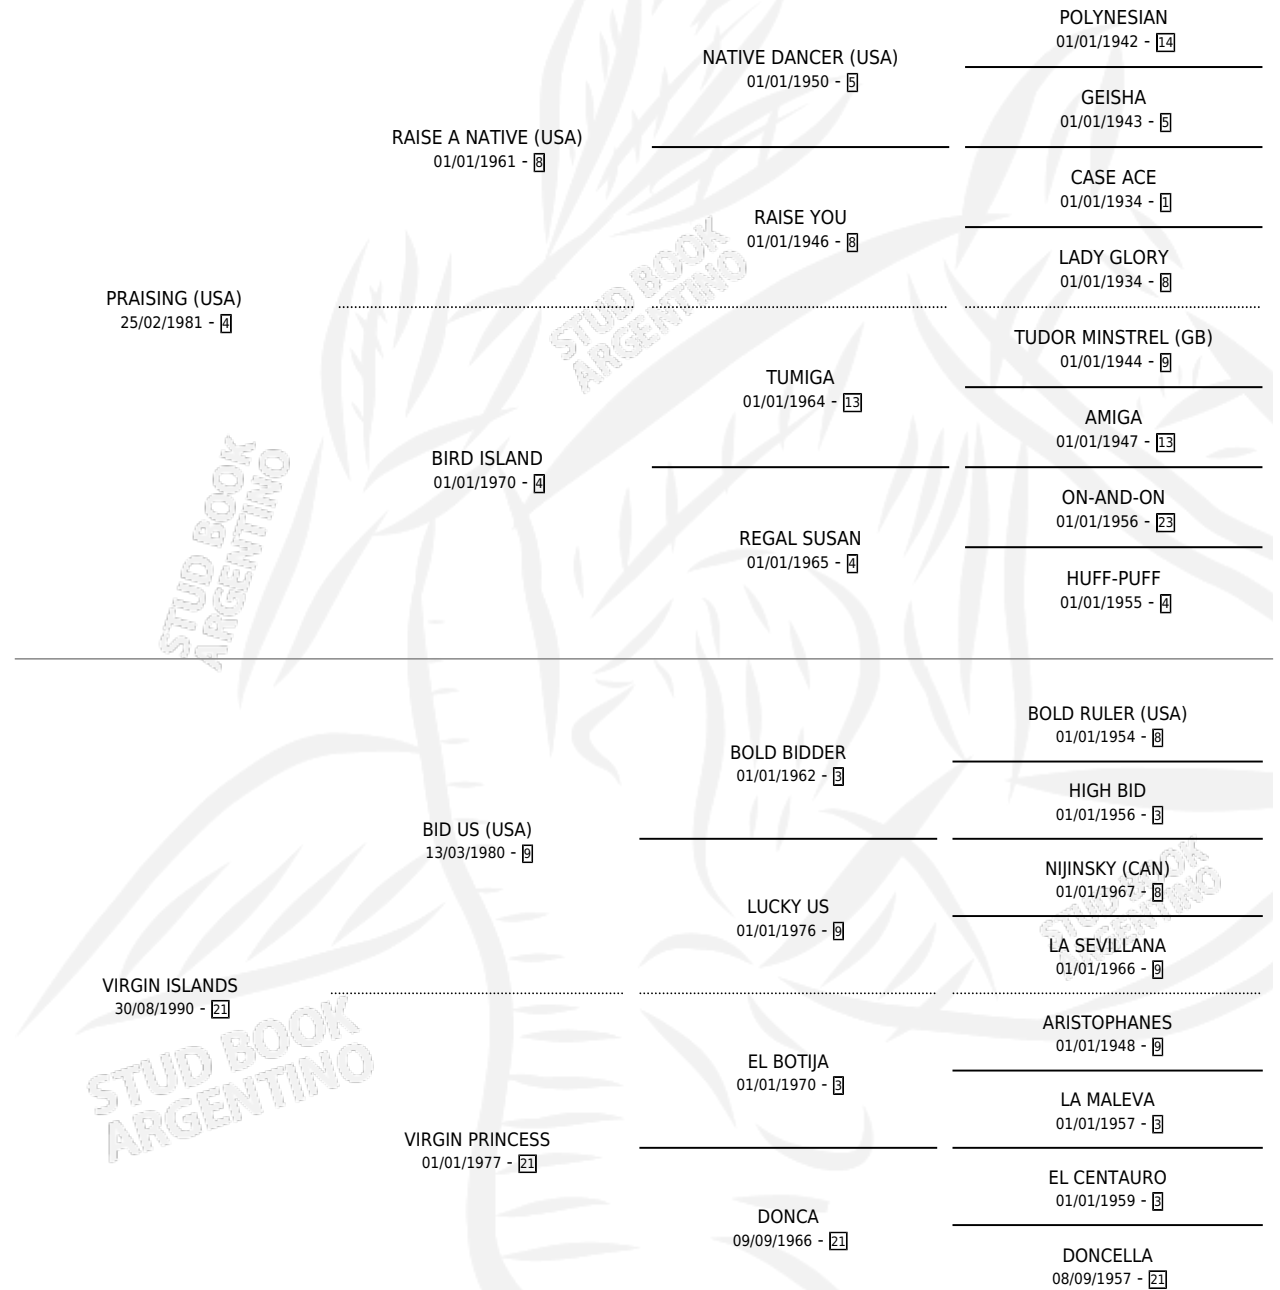 POLYNESIAN
01/01/1942 - 14
NATIVE DANCER (USA)
01/01/1950 - 5
GEISHA
01/01/1943 - 5
RAISE A NATIVE (USA)
01/01/1961 - 8
CASE ACE
01/01/1934 - 1
RAISE YOU
01/01/1946 - 8
LADY GLORY
01/01/1934 - 8
PRAISING (USA)
25/02/1981 - 4
STUD BOOK
ARGENTINO
TUDOR MINSTREL (GB)
01/01/1944 - 9
TUMIGA
01/01/1964 - 13
AMIGA
01/01/1947 - 13
BIRD ISLAND
01/01/1970 - 4
ON-AND-ON
01/01/1956 - 23
REGAL SUSAN
01/01/1965 - 4
HUFF-PUFF
01/01/1955 - 4
STUD BOOK
ARGENTINO
BOLD RULER (USA)
01/01/1954 - 8
BOLD BIDDER
01/01/1962 - 3
HIGH BID
01/01/1956 - 3
BID US (USA)
13/03/1980 - 9
NIJINSKY (CAN)
01/01/1967 - 8
LUCKY US
01/01/1976 - 9
STUD BOOK
ARGENTINO
LA SEVILLANA
01/01/1966 - 9
VIRGIN ISLANDS
30/08/1990 - 21
STUD BOOK
ARGENTINO
ARISTOPHANES
01/01/1948 - 9
EL BOTIJA
01/01/1970 - 3
LA MALEVA
01/01/1957 - 3
VIRGIN PRINCESS
01/01/1977 - 21
EL CENTAURO
01/01/1959 - 3
DONCA
09/09/1966 - 21
DONCELLA
08/09/1957 - 21